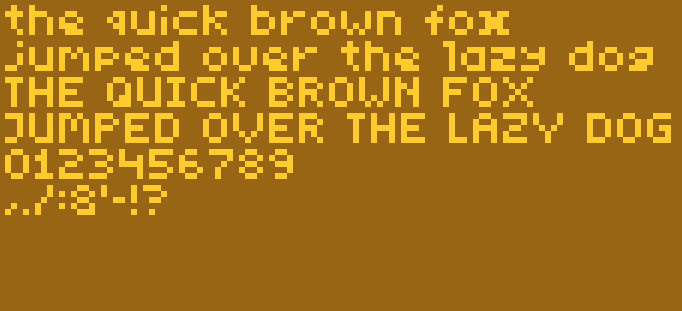 the quick brown fox
jumped over the lazy dog
THE QUICK BROWN FOX
JUMPED OVER THE LAZY DOG
0123456789
,./:&'-!?